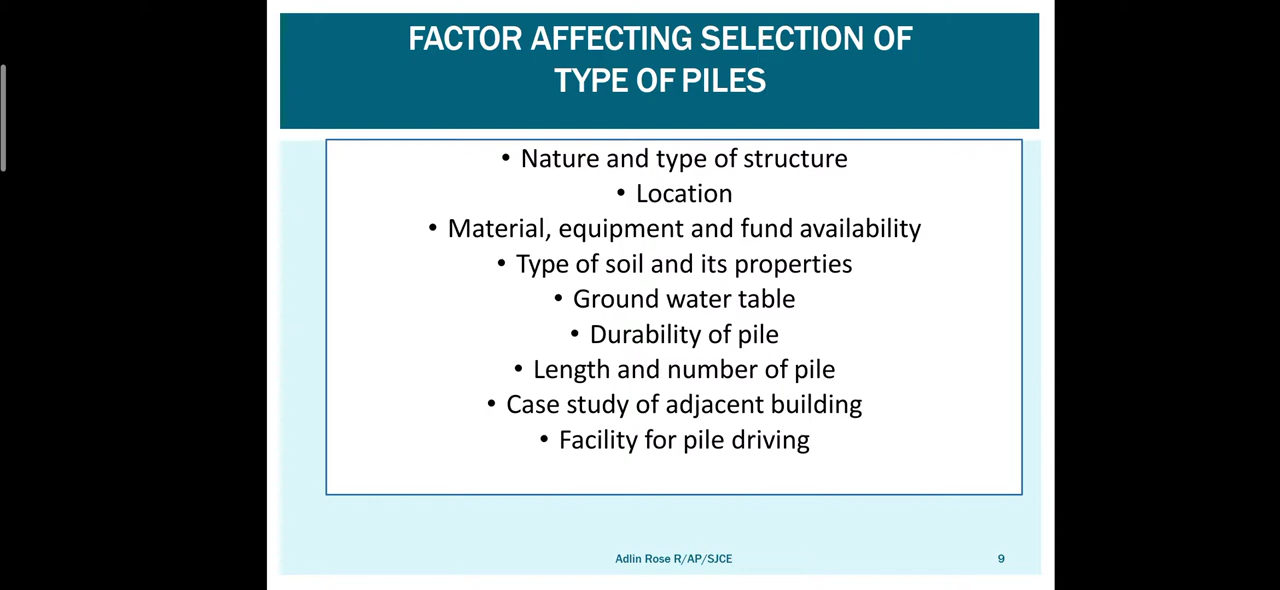 FACTOR AFFECTING SELECTION OF
TYPE OF PILES
• Nature and type of structure
• Location
• Material, equipment and fund availability
• Type of soil and its properties
• Ground water table
• Durability of pile
• Length and number of pile
• Case study of adjacent building
• Facility for pile driving
Adlin Rose R/AP/SJCE
9